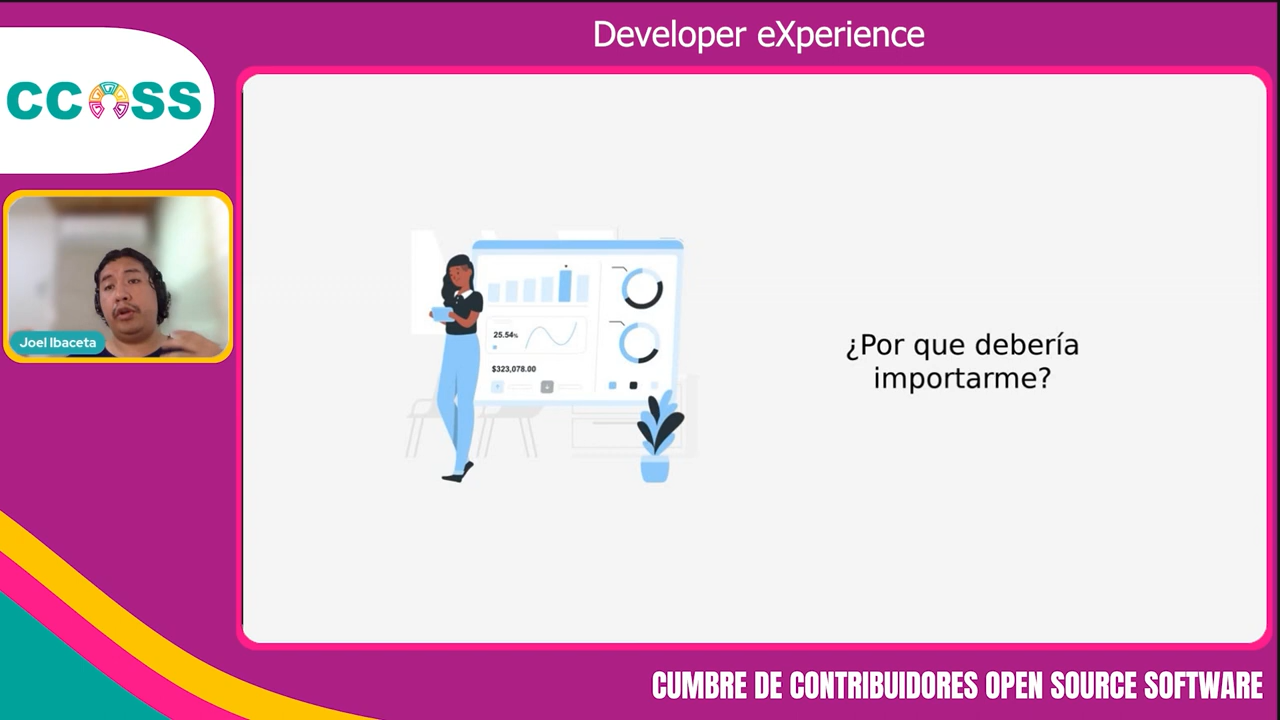 Developer eXperience
CCOSS
Joel Ibaceta
25.54%
$323,078.00
¿Por que debería
importarme?
CUMBRE DE CONTRIBUIDORES OPEN SOURCE SOFTWARE